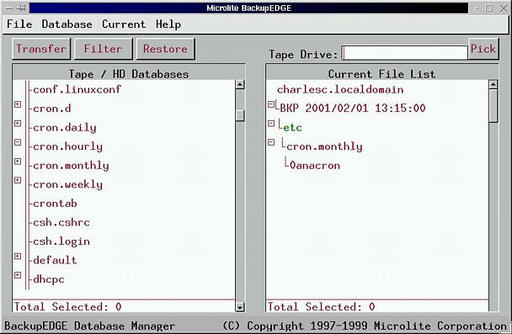 Microlite BackupEDGE
File Database Current Help
Transfer Filter Restore
Tape Drive: Pick
Tape / HD Databases
conf.linuxconf
cron.d
cron.daily
cron.hourly
cron.monthly
cron.weekly
crontab
csh.cshrc
csh.login
default
dhcpc
Total Selected: 0
Current File List
charlesc.localdomain
BKP 2001/02/01 13:15:00
etc
cron.monthly
0anacron
Total Selected: 0
BackupEDGE Database Manager (C) Copyright 1997-1999 Microlite Corporation